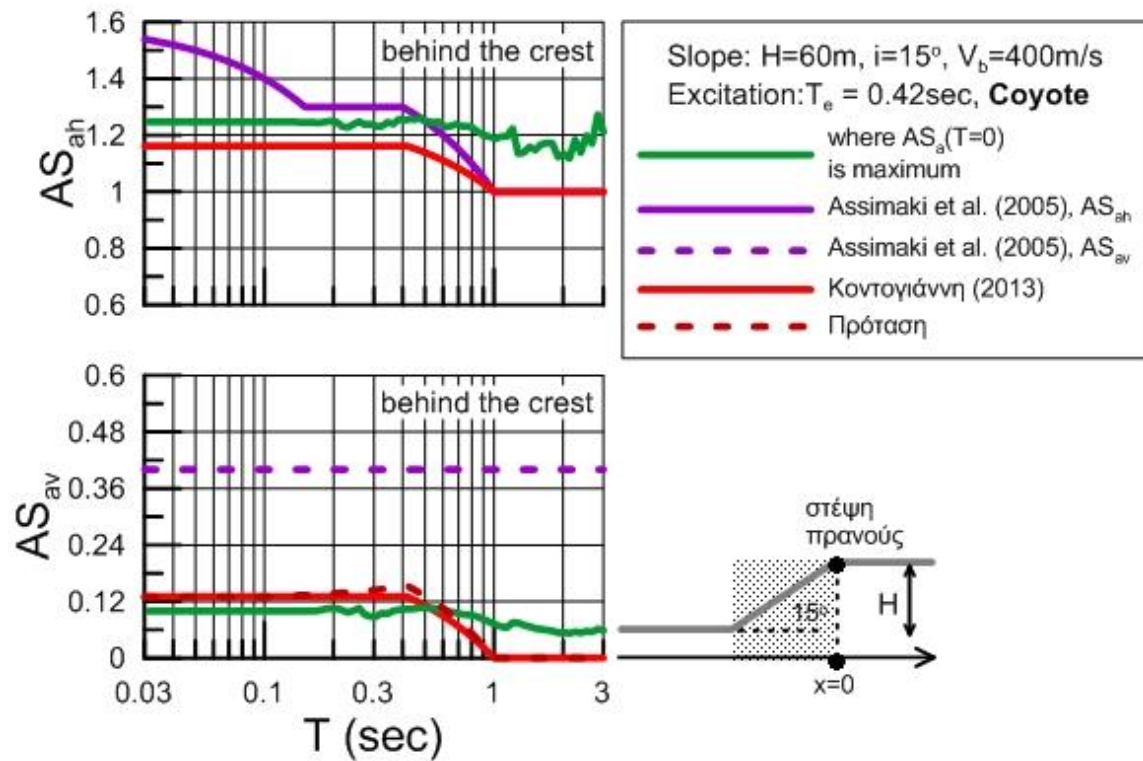 1.6
behind the crest
1.4
1.2
1
0.8
0.6
AS_ah
Slope: H=60m, i=15°, V_b=400m/s
Excitation:T_e = 0.42sec, Coyote
where AS_a(T=0)
is maximum
Assimaki et al. (2005), AS_ah
Assimaki et al. (2005), AS_av
Κοντογιάννη (2013)
Πρόταση
0.6
behind the crest
0.48
0.36
0.24
0.12
0
AS_av
0.03 0.1 0.3 1 3
T (sec)
στέψη
πρανούς
15°
H
x=0